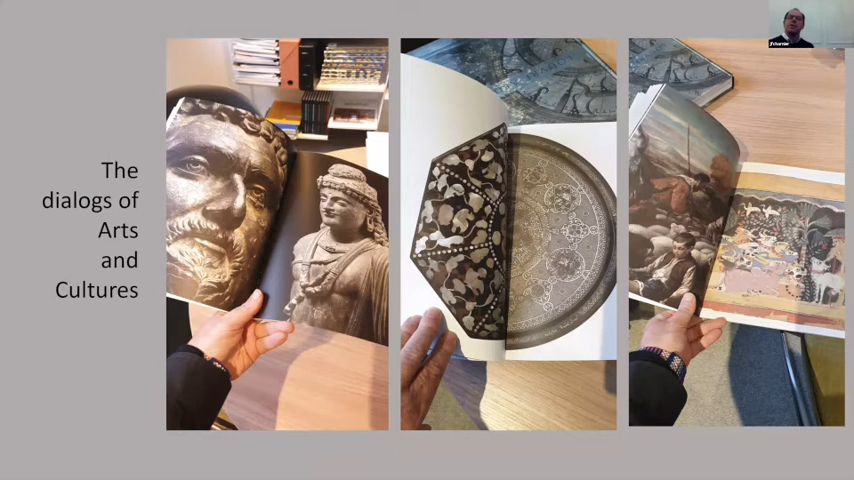 The
dialogs of
Arts
and
Cultures